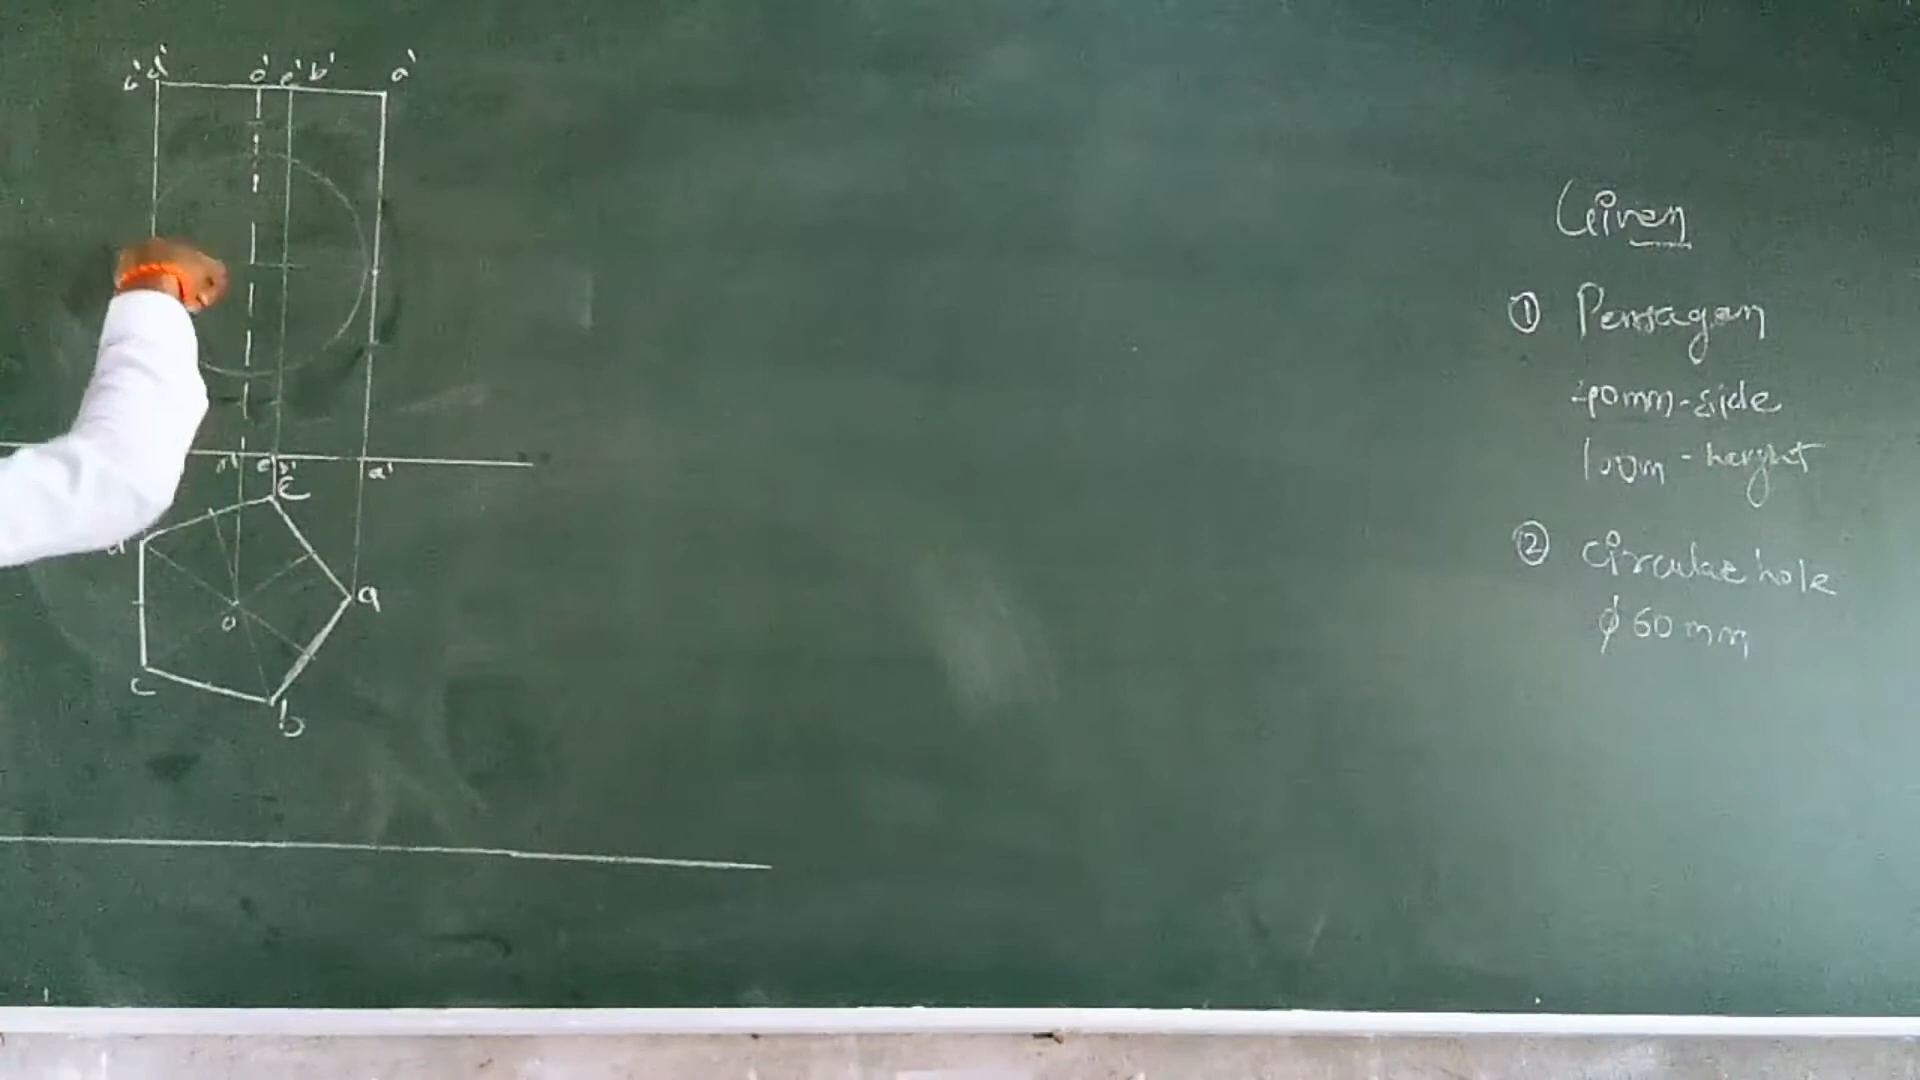 c' d' o' e' b' a'
o' e' b' a'
e
d
a
o
c
b
Given
① Pentagon
40mm-side
100m-height
② Circular hole
ϕ 60 mm